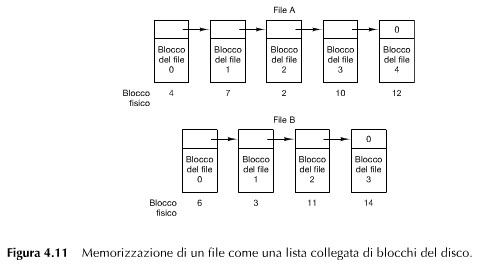 File A
0
Blocco del file 0
Blocco del file 1
Blocco del file 2
Blocco del file 3
Blocco del file 4
Blocco fisico
4 7 2 10 12
File B
0
Blocco del file 0
Blocco del file 1
Blocco del file 2
Blocco del file 3
Blocco fisico
6 3 11 14
Figura 4.11 Memorizzazione di un file come una lista collegata di blocchi del disco.